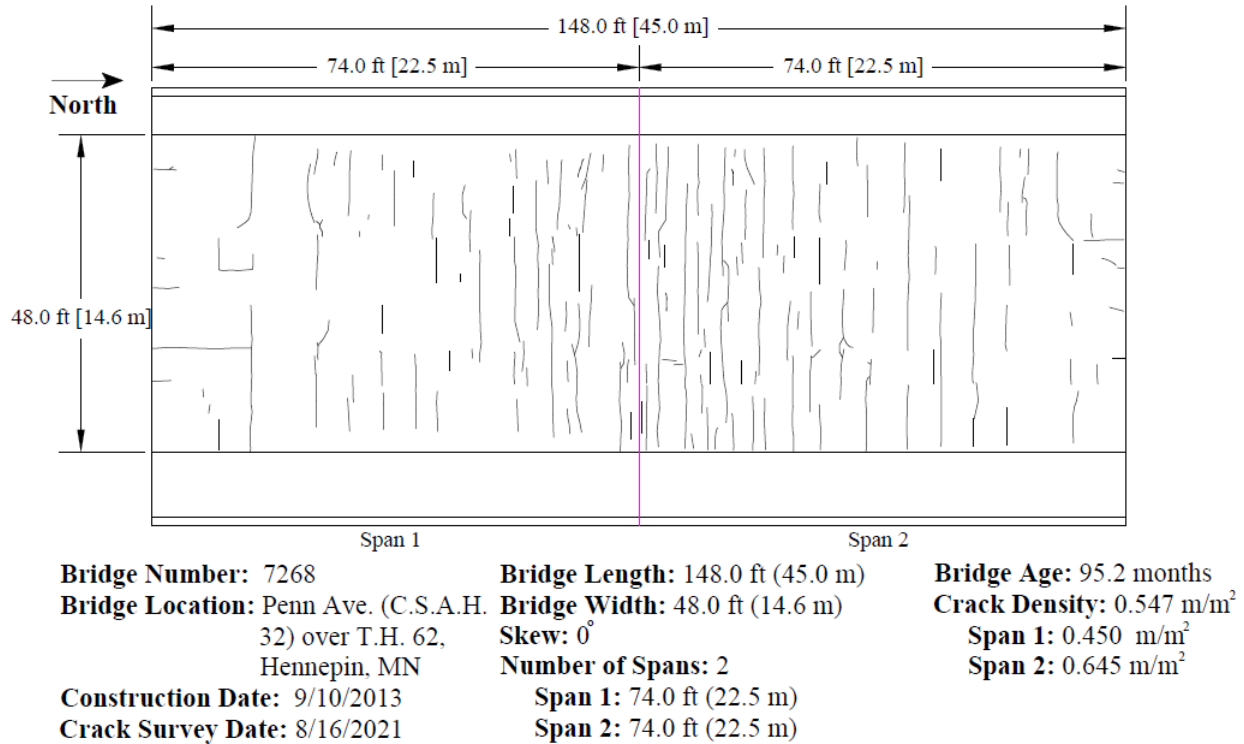 148.0 ft [45.0 m]
74.0 ft [22.5 m]
74.0 ft [22.5 m]
North
48.0 ft [14.6 m]
Span 1
Span 2
Bridge Number: 7268
Bridge Location: Penn Ave. (C.S.A.H.
32) over T.H. 62,
Hennepin, MN
Construction Date: 9/10/2013
Crack Survey Date: 8/16/2021
Bridge Length: 148.0 ft (45.0 m)
Bridge Width: 48.0 ft (14.6 m)
Skew: 0°
Number of Spans: 2
Span 1: 74.0 ft (22.5 m)
Span 2: 74.0 ft (22.5 m)
Bridge Age: 95.2 months
Crack Density: 0.547 m/m²
Span 1: 0.450 m/m²
Span 2: 0.645 m/m²